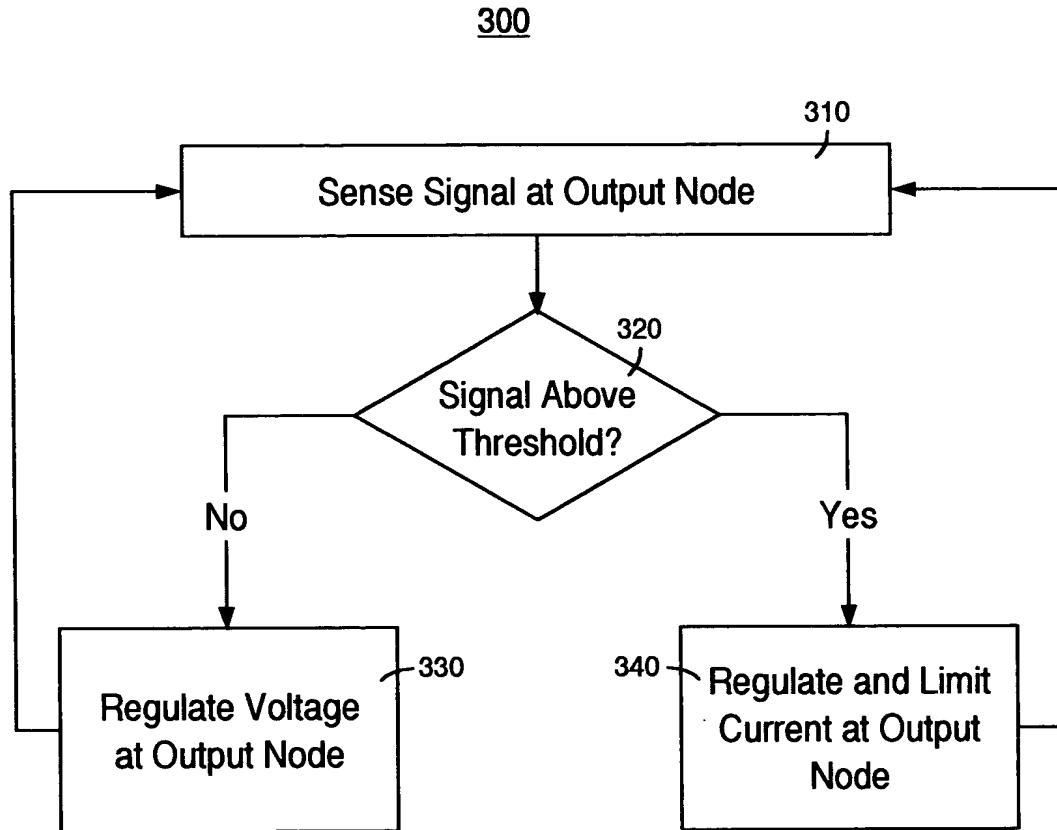 300
310
Sense Signal at Output Node
320
Signal Above
Threshold?
No
Yes
330
Regulate Voltage
at Output Node
340
Regulate and Limit
Current at Output
Node